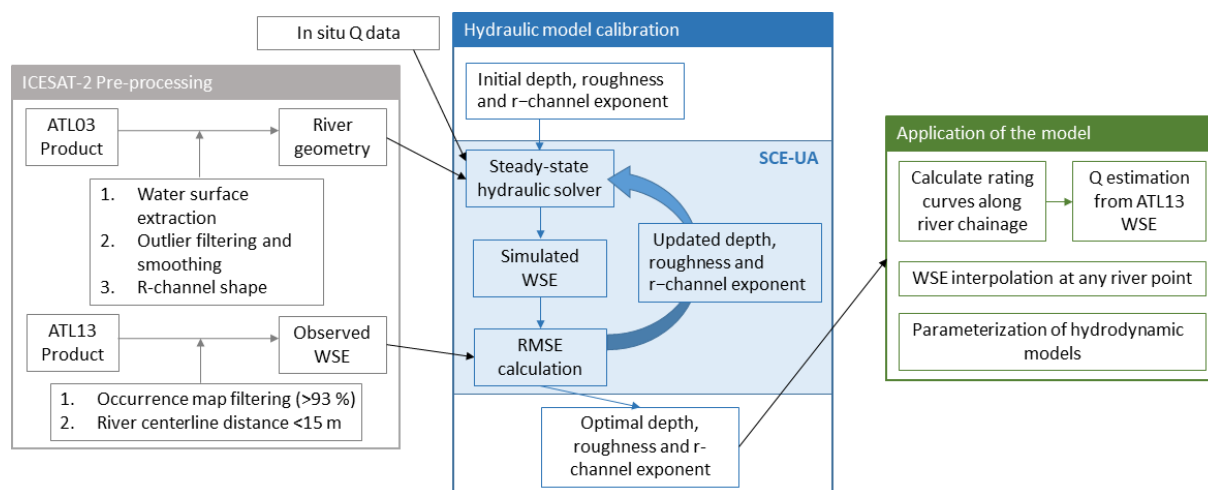 In situ Q data
ICESAT-2 Pre-processing
ATL03
Product
River
geometry
1. Water surface
extraction
2. Outlier filtering and
smoothing
3. R-channel shape
ATL13
Product
Observed
WSE
1. Occurrence map filtering (>93 %)
2. River centerline distance <15 m
Hydraulic model calibration
Initial depth, roughness
and r−channel exponent
SCE-UA
Steady-state
hydraulic solver
Simulated
WSE
Updated depth,
roughness and
r−channel exponent
RMSE
calculation
Optimal depth,
roughness and r-
channel exponent
Application of the model
Calculate rating
curves along
river chainage
Q estimation
from ATL13
WSE
WSE interpolation at any river point
Parameterization of hydrodynamic
models